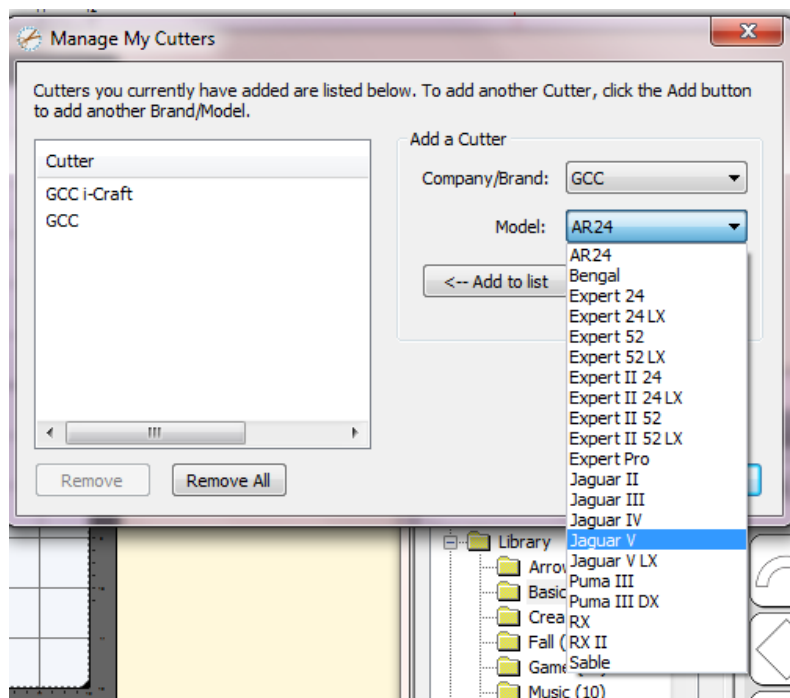 Manage My Cutters
Cutters you currently have added are listed below. To add another Cutter, click the Add button
to add another Brand/Model.
Cutter
GCC i-Craft
GCC
Remove
Remove All
Add a Cutter
Company/Brand: GCC
Model: AR24
<-- Add to list
AR24
Bengal
Expert 24
Expert 24 LX
Expert 52
Expert 52 LX
Expert II 24
Expert II 24 LX
Expert II 52
Expert II 52 LX
Expert Pro
Jaguar II
Jaguar III
Jaguar IV
Jaguar V
Jaguar V LX
Puma III
Puma III DX
RX
RX II
Sable
Library
Basic
Fall (
Music (10)